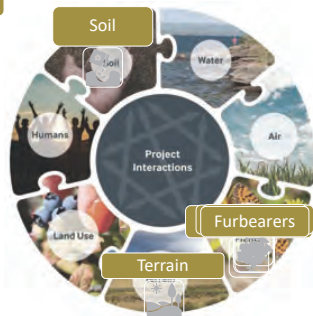 Soil
Soil
Water
Humans
Air
Project
Interactions
Land Use
Furbearers
Terrain